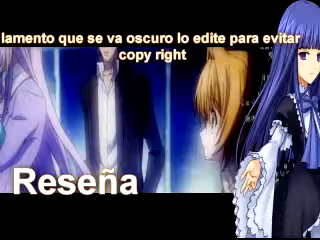 lamento que se va oscuro lo edite para evitar
copy right
Reseña